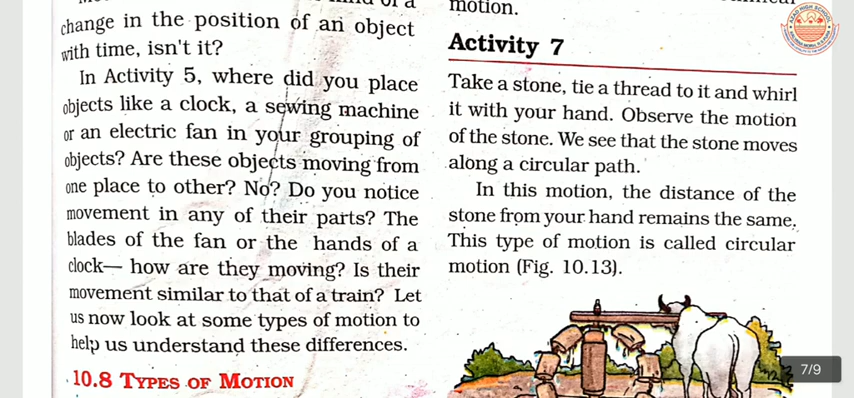 change in the position of an object
with time, isn't it?
In Activity 5, where did you place
objects like a clock, a sewing machine
or an electric fan in your grouping of
objects? Are these objects moving from
one place to other? No? Do you notice
movement in any of their parts? The
blades of the fan or the hands of a
clock— how are they moving? Is their
movement similar to that of a train? Let
us now look at some types of motion to
help us understand these differences.
10.8 TYPES OF MOTION
motion.
Activity 7
Take a stone, tie a thread to it and whirl
it with your hand. Observe the motion
of the stone. We see that the stone moves
along a circular path.
In this motion, the distance of the
stone from your hand remains the same.
This type of motion is called circular
motion (Fig. 10.13).
7/9